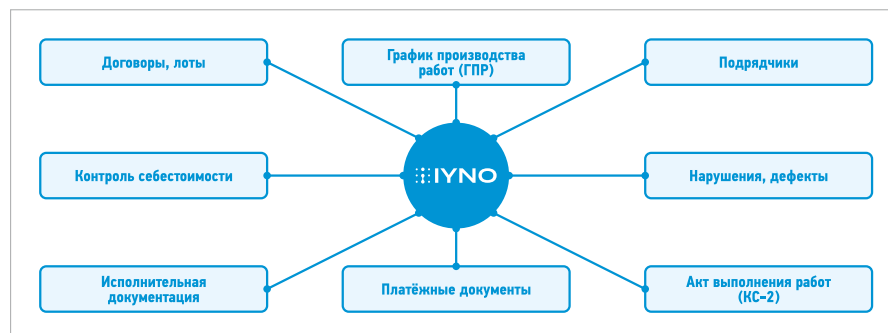 Договоры, лоты
График производства
работ (ГПР)
Подрядчики
Контроль себестоимости
IYNO
Нарушения, дефекты
Исполнительная
документация
Платёжные документы
Акт выполнения работ
(КС-2)